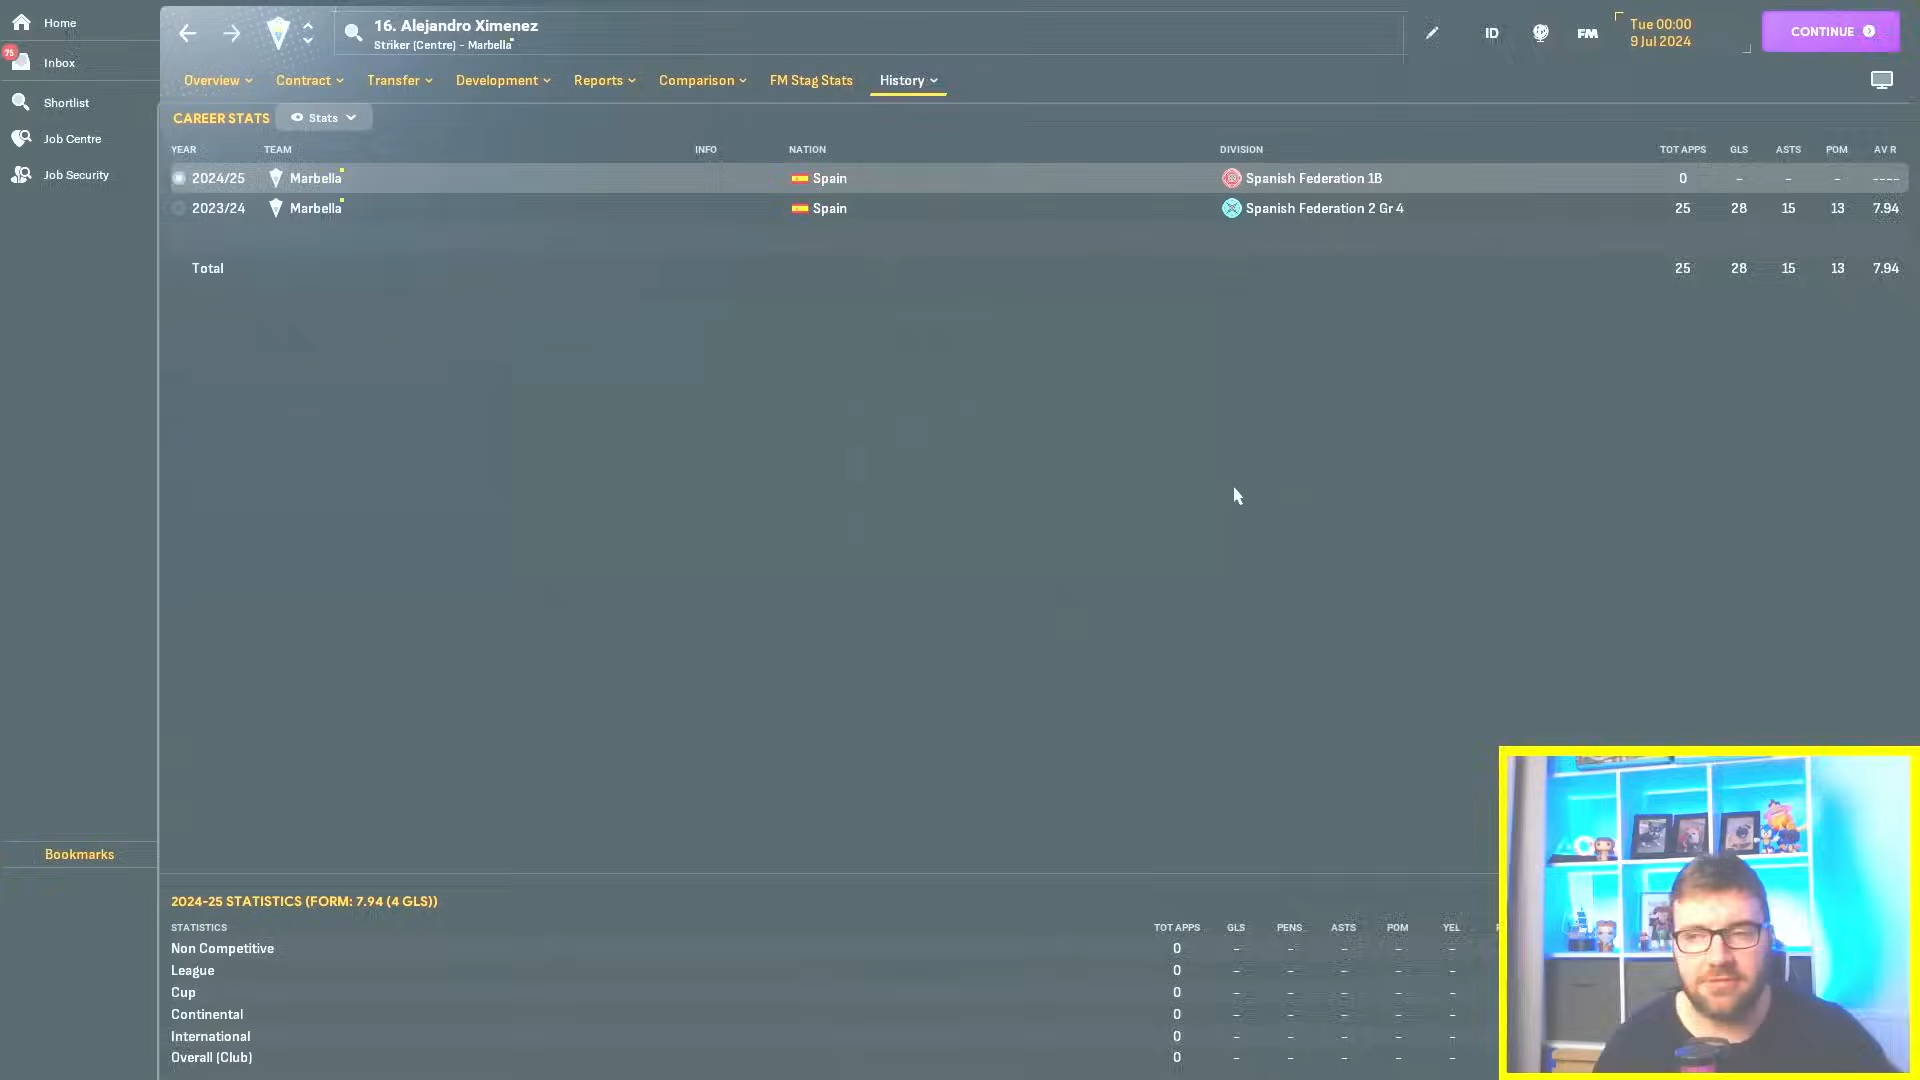 Home
75
Inbox
Shortlist
Job Centre
Job Security
Bookmarks
16. Alejandro Ximenez
Striker (Centre) - Marbella
ID
FM
Tue 00:00
9 Jul 2024
CONTINUE
Overview
Contract
Transfer
Development
Reports
Comparison
FM Stag Stats
History
CAREER STATS
Stats
YEAR TEAM INFO NATION DIVISION TOT APPS GLS ASTS POM AV R
2024/25 Marbella Spain Spanish Federation 1B 0 - - - ----
2023/24 Marbella Spain Spanish Federation 2 Gr 4 25 28 15 13 7.94
Total 25 28 15 13 7.94
2024-25 STATISTICS (FORM: 7.94 (4 GLS))
STATISTICS TOT APPS GLS PENS ASTS POM YEL
Non Competitive 0 - - - - -
League 0 - - - - -
Cup 0 - - - - -
Continental 0 - - - - -
International 0 - - - - -
Overall (Club) 0 - - - - -